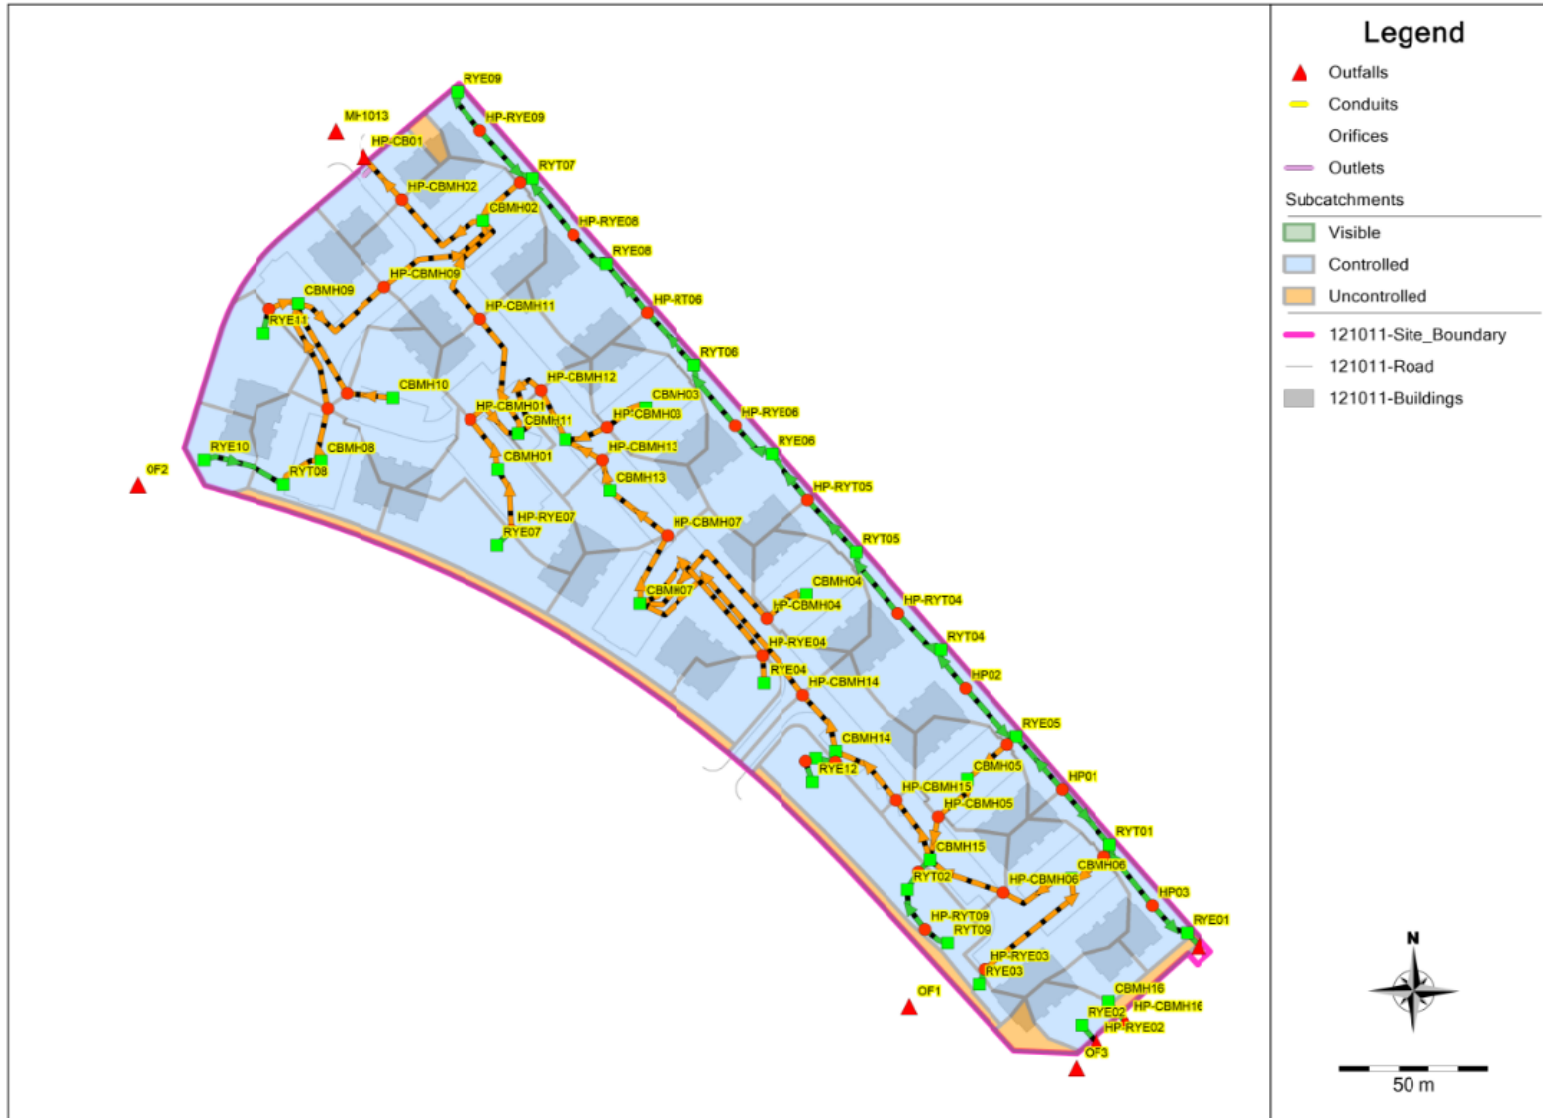 Legend
Outfalls
Conduits
Orifices
Outlets
Subcatchments
Visible
Controlled
Uncontrolled
121011-Site_Boundary
121011-Road
121011-Buildings
RYE09
MH1013
HP-RYE09
HP-CB01
RYT07
HP-CBMH02
CBMH02
HP-RYE08
RYE08
HP-CBMH09
CBMH09
HP-RT06
HP-CBMH11
RYE11
RYT06
HP-CBMH12
CBMH10
CBMH03
HP-CBMH01
HP-CBMH03
HP-RYE06
CBMH11
RYE06
HP-CBMH13
CBMH08
RYE10
CBMH01
OF2
RYT08
CBMH13
HP-RYT05
HP-RYE07
HP-CBMH07
RYE07
RYT05
CBMH04
CBMH07
HP-CBMH04
HP-RYT04
HP-RYE04
RYT04
RYE04
HP-CBMH14
HP02
RYE05
CBMH14
CBMH05
RYE12
HP-CBMH15
HP01
HP-CBMH05
RYT01
CBMH15
CBMH06
RYT02
HP-CBMH06
HP03
HP-RYT09
RYE01
RYT09
HP-RYE03
RYE03
OF1
CBMH16
HP-CBMH16
RYE02
HP-RYE02
OF3
N
50 m